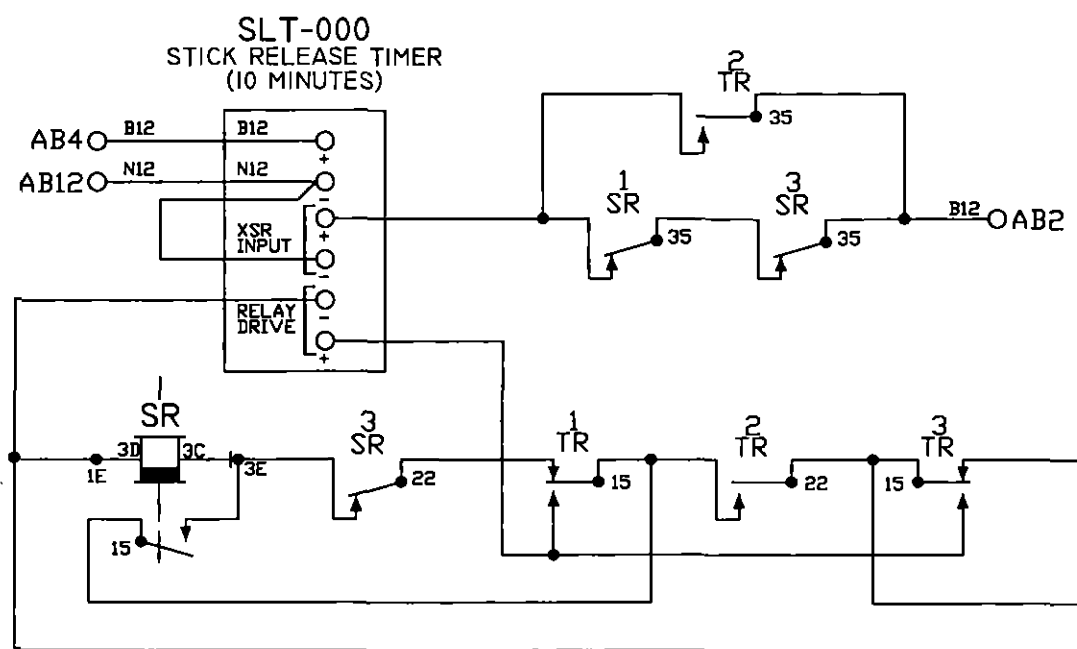 SLT-000
STICK RELEASE TIMER
(10 MINUTES)
2
TR
35
AB4
B12
B12
+
AB12
N12
N12
-
1
SR
35
3
SR
35
B12
AB2
XSR
INPUT
+
-
RELAY
DRIVE
-
+
SR
3D
3C
1E
3E
15
3
SR
22
1
TR
15
2
TR
22
3
TR
15